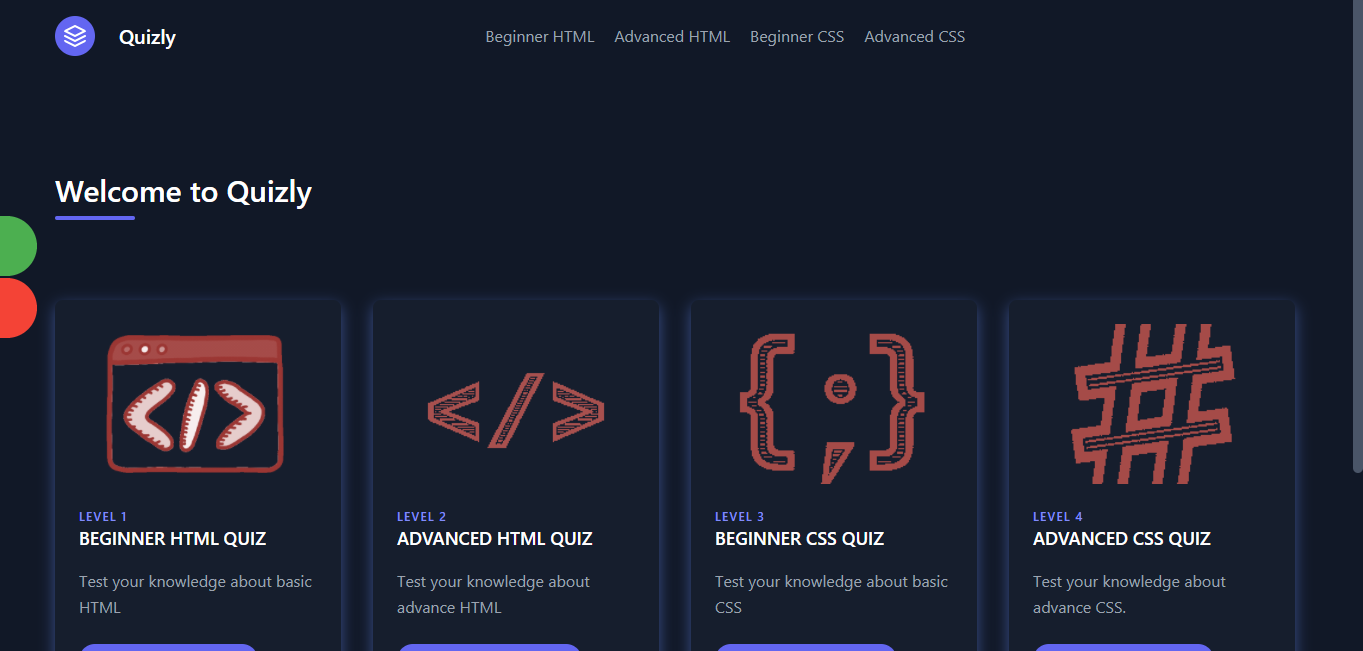 Quizly
Beginner HTML Advanced HTML Beginner CSS Advanced CSS
Welcome to Quizly
LEVEL 1
BEGINNER HTML QUIZ
Test your knowledge about basic
HTML
LEVEL 2
ADVANCED HTML QUIZ
Test your knowledge about
advance HTML
LEVEL 3
BEGINNER CSS QUIZ
Test your knowledge about basic
CSS
LEVEL 4
ADVANCED CSS QUIZ
Test your knowledge about
advance CSS.